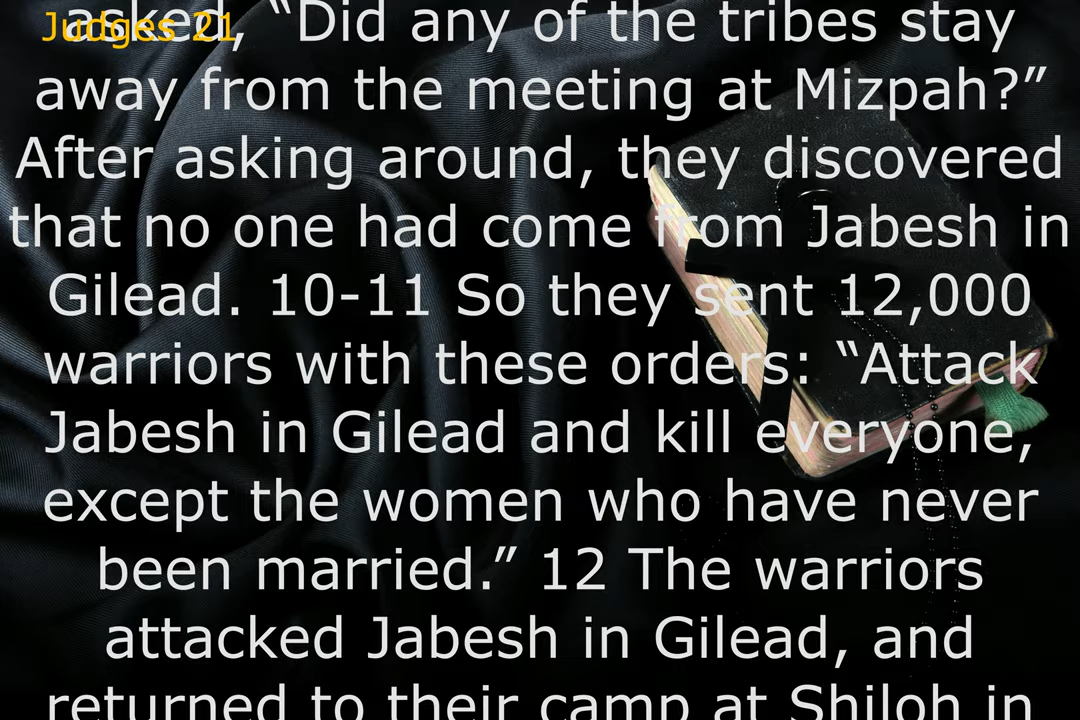 Judges 21
asked, “Did any of the tribes stay
away from the meeting at Mizpah?”
After asking around, they discovered
that no one had come from Jabesh in
Gilead. 10-11 So they sent 12,000
warriors with these orders: “Attack
Jabesh in Gilead and kill everyone,
except the women who have never
been married.” 12 The warriors
attacked Jabesh in Gilead, and
returned to their camp at Shiloh in